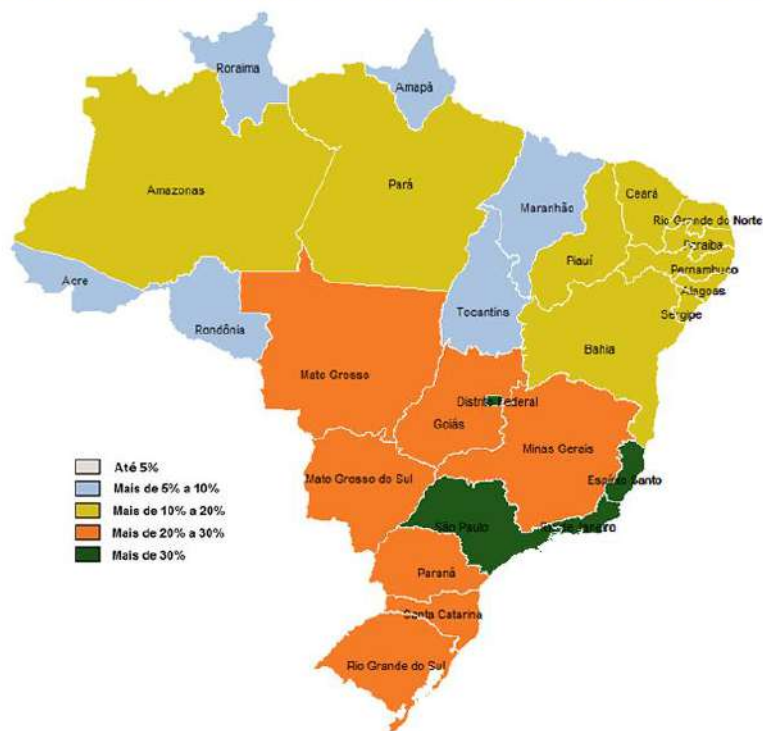 Roraima
Amapá
Amazonas
Pará
Maranhão
Ceará
Rio Grande do Norte
Paraíba
Piauí
Pernambuco
Acre
Alagoas
Tocantins
Sergipe
Rondônia
Bahia
Mato Grosso
Distrito Federal
Goiás
Minas Gerais
Mato Grosso do Sul
Espírito Santo
São Paulo
Rio de Janeiro
Paraná
Santa Catarina
Rio Grande do Sul
Até 5%
Mais de 5% a 10%
Mais de 10% a 20%
Mais de 20% a 30%
Mais de 30%